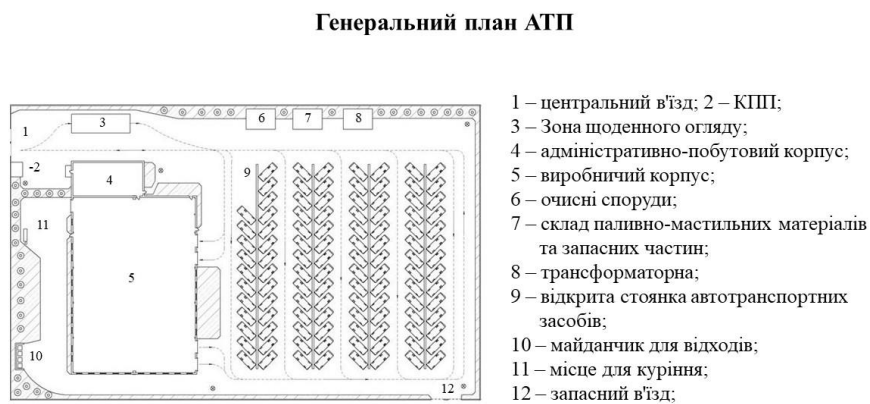 Генеральний план АТП
1 – центральний в'їзд; 2 – КПП;
3 – Зона щоденного огляду;
4 – адміністративно-побутовий корпус;
5 – виробничий корпус;
6 – очисні споруди;
7 – склад паливно-мастильних матеріалів
та запасних частин;
8 – трансформаторна;
9 – відкрита стоянка автотранспортних
засобів;
10 – майданчик для відходів;
11 – місце для куріння;
12 – запасний в'їзд;
1
3
6
7
8
-2
4
9
11
5
10
12